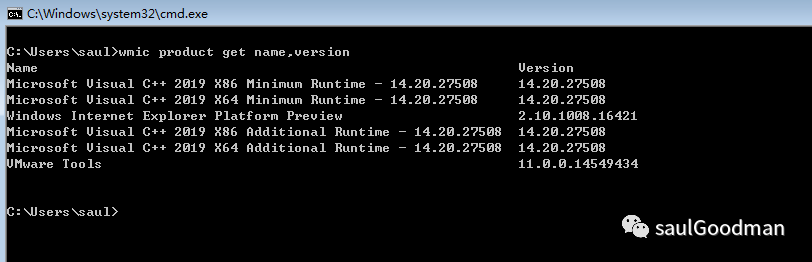 C:\Windows\system32\cmd.exe
C:\Users\saul>wmic product get name,version
Name Version
Microsoft Visual C++ 2019 X86 Minimum Runtime - 14.20.27508 14.20.27508
Microsoft Visual C++ 2019 X64 Minimum Runtime - 14.20.27508 14.20.27508
Windows Internet Explorer Platform Preview 2.10.1008.16421
Microsoft Visual C++ 2019 X86 Additional Runtime - 14.20.27508 14.20.27508
Microsoft Visual C++ 2019 X64 Additional Runtime - 14.20.27508 14.20.27508
VMware Tools 11.0.0.14549434
C:\Users\saul>
saulGoodman